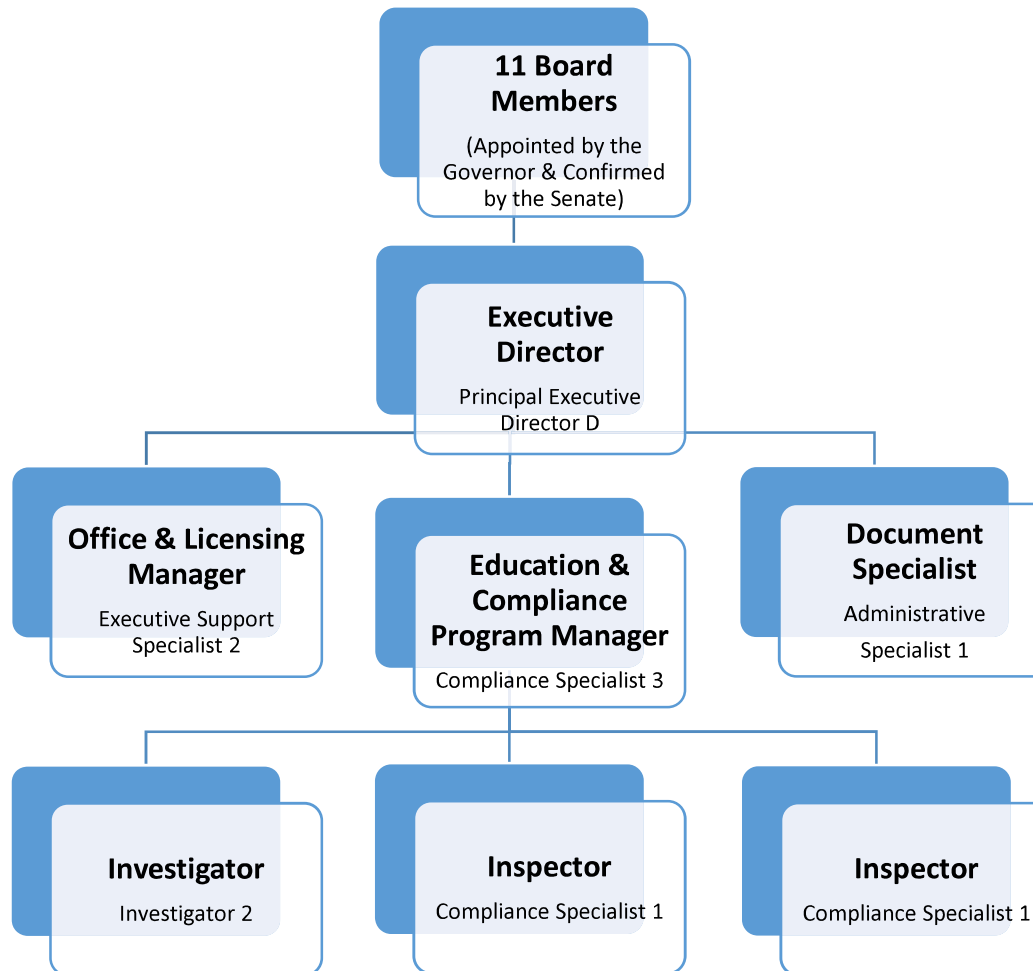 11 Board
Members
(Appointed by the
Governor & Confirmed
by the Senate)
Executive
Director
Principal Executive
Director D
Office & Licensing
Manager
Executive Support
Specialist 2
Education &
Compliance
Program Manager
Compliance Specialist 3
Document
Specialist
Administrative
Specialist 1
Investigator
Investigator 2
Inspector
Compliance Specialist 1
Inspector
Compliance Specialist 1